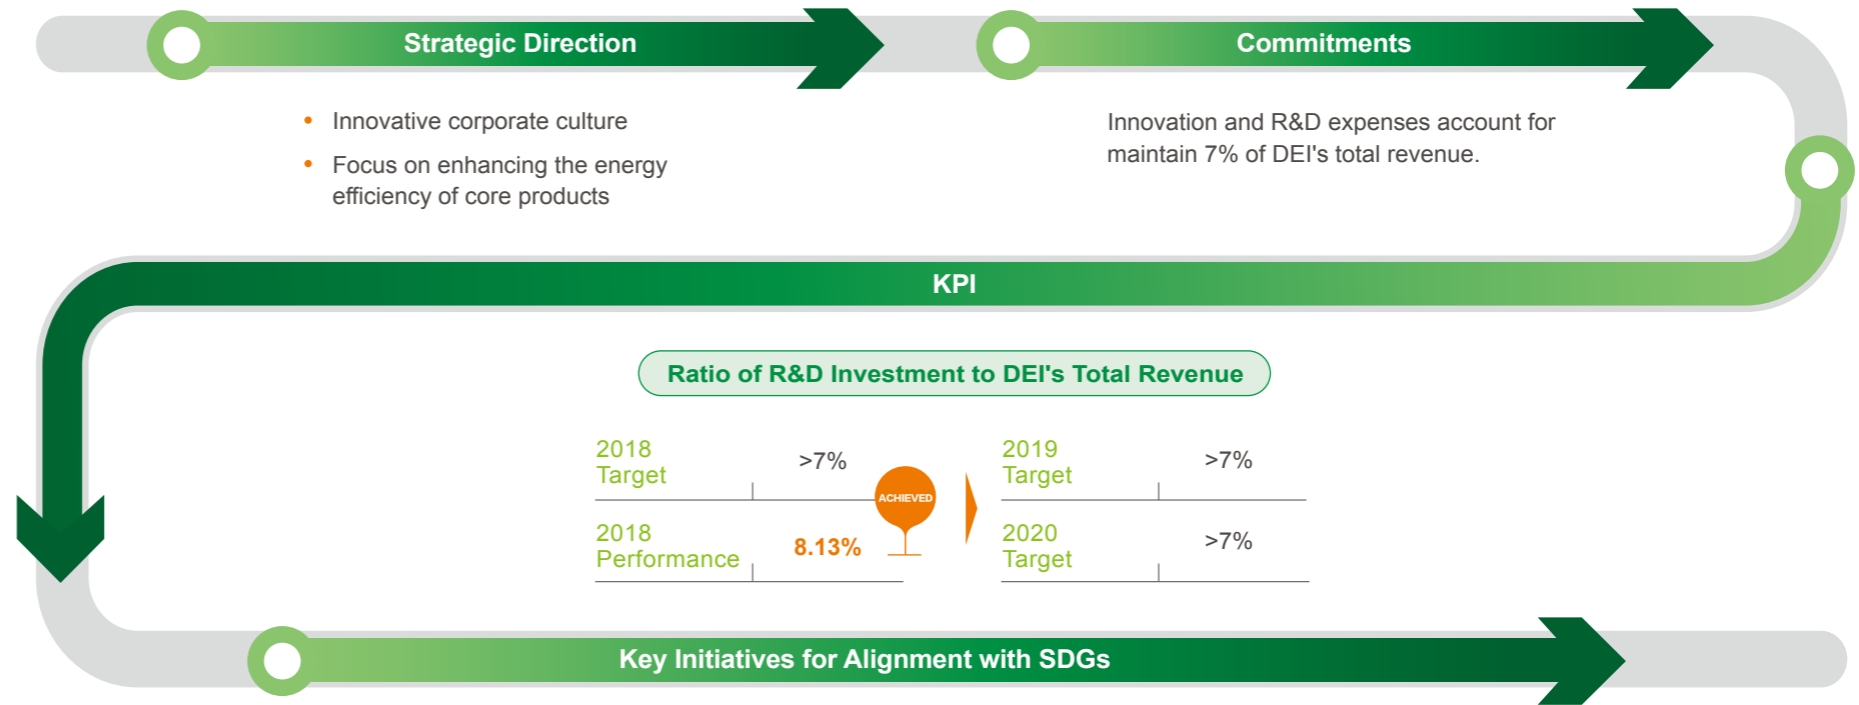 Strategic Direction
Commitments
• Innovative corporate culture
• Focus on enhancing the energy
efficiency of core products
Innovation and R&D expenses account for
maintain 7% of DEI's total revenue.
KPI
Ratio of R&D Investment to DEI's Total Revenue
2018
Target
>7%
2018
Performance
8.13%
ACHIEVED
2019
Target
>7%
2020
Target
>7%
Key Initiatives for Alignment with SDGs